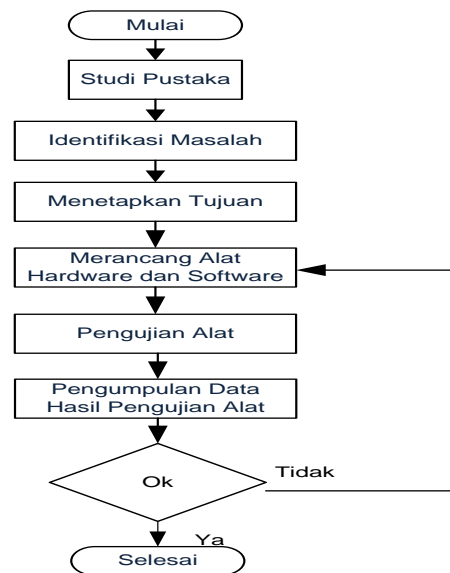 Mulai
Studi Pustaka
Identifikasi Masalah
Menetapkan Tujuan
Merancang Alat
Hardware dan Software
Pengujian Alat
Pengumpulan Data
Hasil Pengujian Alat
Ok
Tidak
Ya
Selesai